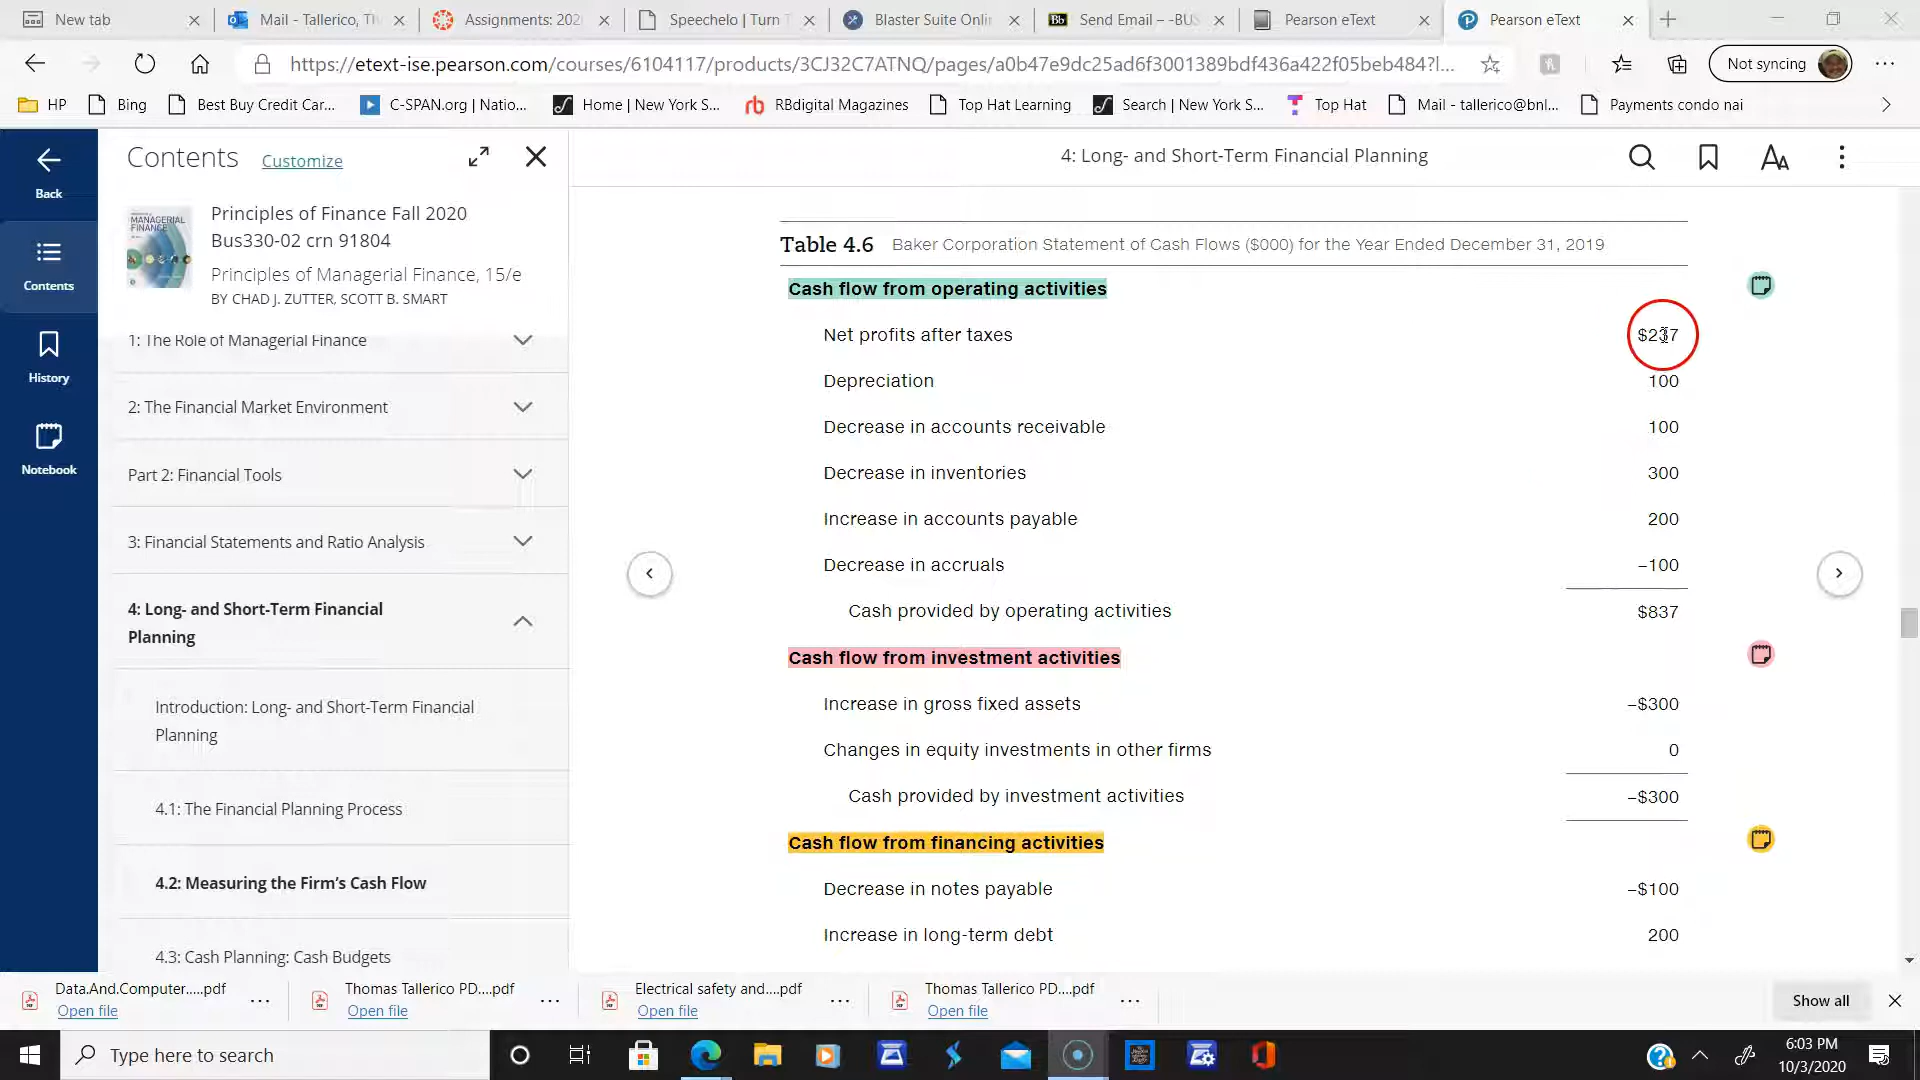 New tab
Mail - Tallerico, Th
Assignments: 202
Speechelo | Turn T
Blaster Suite Onli
Bb Send Email – -BUS
Pearson eText
Pearson eText
https://etext-ise.pearson.com/courses/6104117/products/3CJ32C7ATNQ/pages/a0b47e9dc25ad6f3001389bdf436a422f05beb484?l...
Not syncing
HP
Bing
Best Buy Credit Car...
C-SPAN.org | Natio...
Home | New York S...
RBdigital Magazines
Top Hat Learning
Search | New York S...
Top Hat
Mail - tallerico@bnl...
Payments condo nai
Back
Contents
History
Notebook
Contents Customize
MANAGERIAL
FINANCE
Principles of Finance Fall 2020
Bus330-02 crn 91804
Principles of Managerial Finance, 15/e
BY CHAD J. ZUTTER, SCOTT B. SMART
1: The Role of Managerial Finance
2: The Financial Market Environment
Part 2: Financial Tools
3: Financial Statements and Ratio Analysis
4: Long- and Short-Term Financial
Planning
Introduction: Long- and Short-Term Financial
Planning
4.1: The Financial Planning Process
4.2: Measuring the Firm's Cash Flow
4.3: Cash Planning: Cash Budgets
4: Long- and Short-Term Financial Planning
AA
Table 4.6 Baker Corporation Statement of Cash Flows ($000) for the Year Ended December 31, 2019
Cash flow from operating activities
Net profits after taxes $237
Depreciation 100
Decrease in accounts receivable 100
Decrease in inventories 300
Increase in accounts payable 200
Decrease in accruals –100
Cash provided by operating activities $837
Cash flow from investment activities
Increase in gross fixed assets –$300
Changes in equity investments in other firms 0
Cash provided by investment activities –$300
Cash flow from financing activities
Decrease in notes payable –$100
Increase in long-term debt 200
Data.And.Computer.....pdf
Open file
Thomas Tallerico PD....pdf
Open file
Electrical safety and....pdf
Open file
Thomas Tallerico PD....pdf
Open file
Show all
Type here to search
6:03 PM
10/3/2020